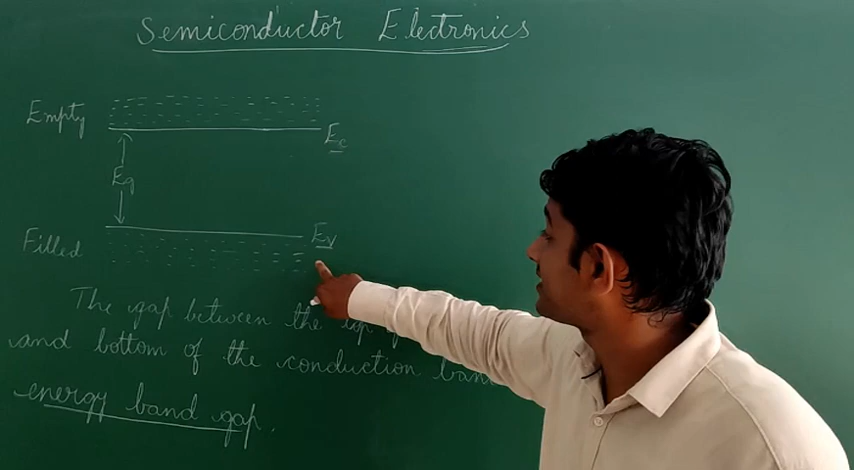 Semiconductor Electronics
Empty
Ec
Eg
Ev
Filled
The gap between the top
and bottom of the conduction
energy band gap.